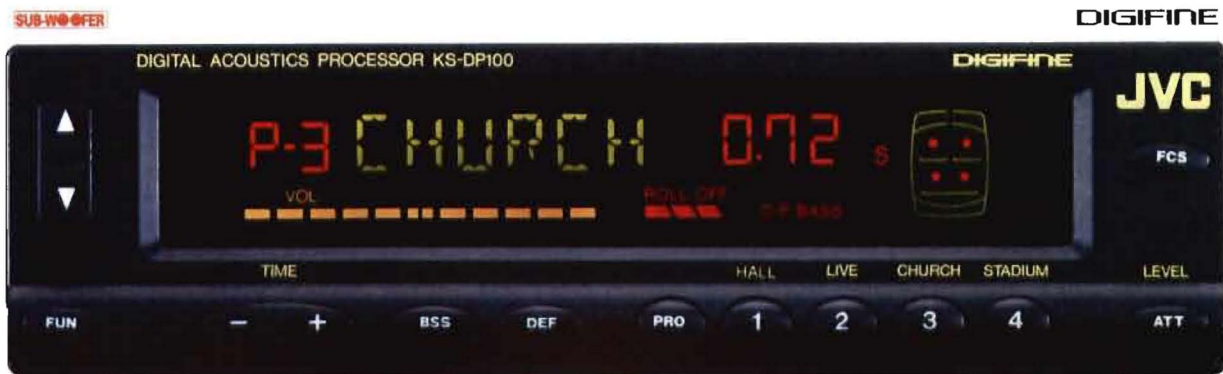 SUB-WOOFER
DIGIFINE
DIGITAL ACOUSTICS PROCESSOR KS-DP100
DIGIFINE
JVC
P-3 CHURCH 0.72 S
FCS
VOL
ROLL OFF
D.P BASS
TIME
HALL LIVE CHURCH STADIUM LEVEL
FUN - + BSS DEF PRO 1 2 3 4 ATT